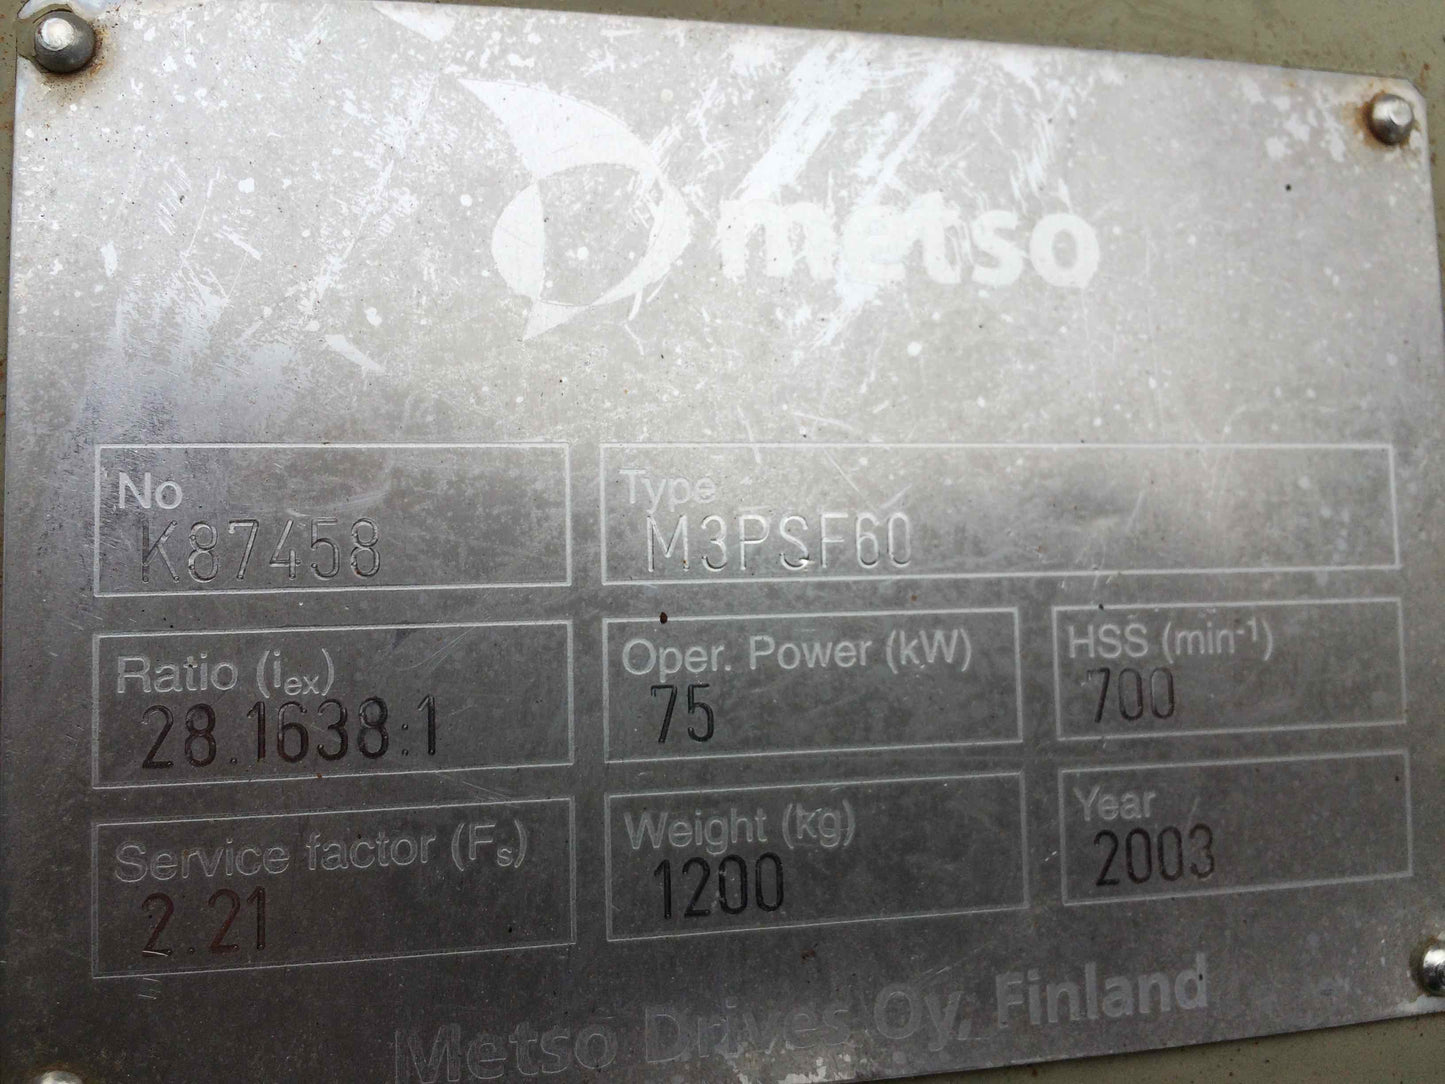 metso
No
K87458
Type
M3PSF60
Ratio (iex)
28.1638:1
Oper. Power (kW)
75
HSS (min-1)
700
Service factor (Fs)
2.21
Weight (kg)
1200
Year
2003
Metso Drives Oy, Finland